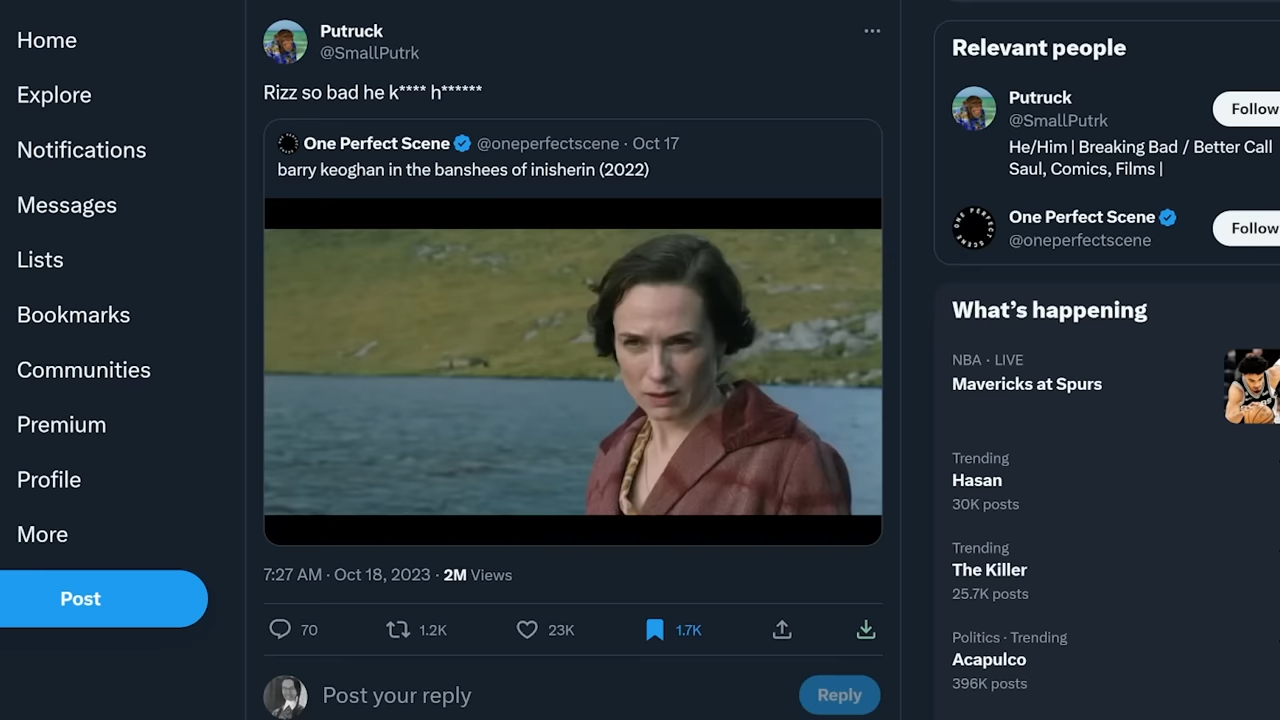 Home
Explore
Notifications
Messages
Lists
Bookmarks
Communities
Premium
Profile
More
Post
Putruck
@SmallPutrk
Rizz so bad he k**** h******
One Perfect Scene @oneperfectscene · Oct 17
barry keoghan in the banshees of inisherin (2022)
7:27 AM · Oct 18, 2023 · 2M Views
70 1.2K 23K 1.7K
Post your reply
Reply
Relevant people
Putruck
@SmallPutrk
Follow
He/Him | Breaking Bad / Better Call
Saul, Comics, Films |
One Perfect Scene
@oneperfectscene
Follow
What’s happening
NBA · LIVE
Mavericks at Spurs
Trending
Hasan
30K posts
Trending
The Killer
25.7K posts
Politics · Trending
Acapulco
396K posts